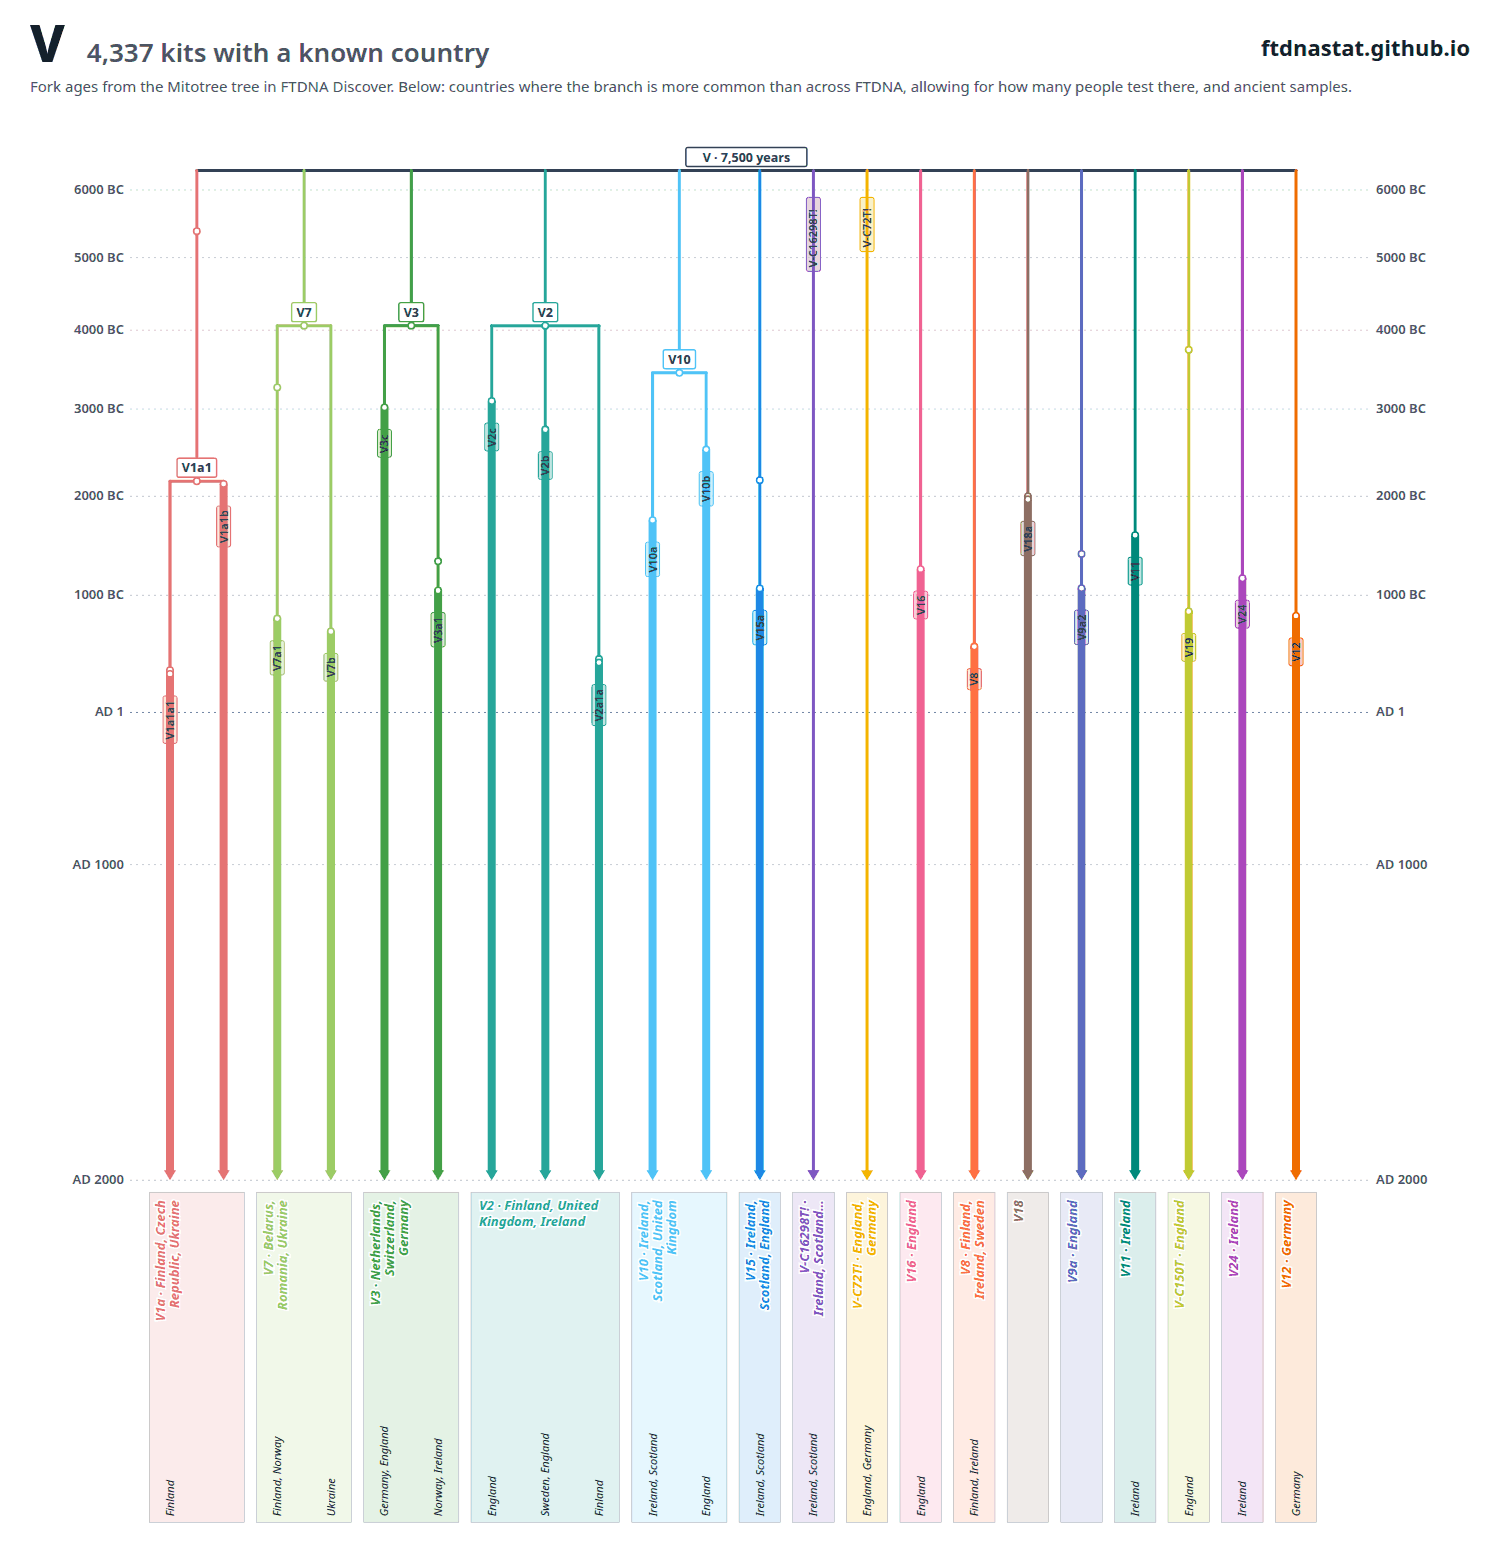 V
4,337 kits with a known country
ftdnastat.github.io
Fork ages from the Mitotree tree in FTDNA Discover. Below: countries where the branch is more common than across FTDNA, allowing for how many people test there, and ancient samples.
V · 7,500 years
6000 BC
6000 BC
V-C16298T!
V-C72T!
5000 BC
5000 BC
V7
V3
V2
4000 BC
4000 BC
V10
3000 BC
3000 BC
V3c
V2c
V2b
V1a1
V10b
2000 BC
2000 BC
V1a1b
V10a
V18a
V11
1000 BC
1000 BC
V16
V24
V3a1
V15a
V9a2
V7a1
V7b
V19
V12
V8
V2a1a
V1a1a1
AD 1
AD 1
AD 1000
AD 1000
AD 2000
AD 2000
V1a · Finland, Czech
Republic, Ukraine
V7 · Belarus,
Romania, Ukraine
V3 · Netherlands,
Switzerland,
Germany
V2 · Finland, United
Kingdom, Ireland
V10 · Ireland,
Scotland, United
Kingdom
V15 · Ireland,
Scotland, England
V-C16298T! ·
Ireland, Scotland…
V-C72T! · England,
Germany
V16 · England
V8 · Finland,
Ireland, Sweden
V18
V9a · England
V11 · Ireland
V-C150T · England
V24 · Ireland
V12 · Germany
Finland
Finland, Norway
Ukraine
Germany, England
Norway, Ireland
England
Sweden, England
Finland
Ireland, Scotland
England
Ireland, Scotland
Ireland, Scotland
England, Germany
England
Finland, Ireland
Ireland
England
Ireland
Germany